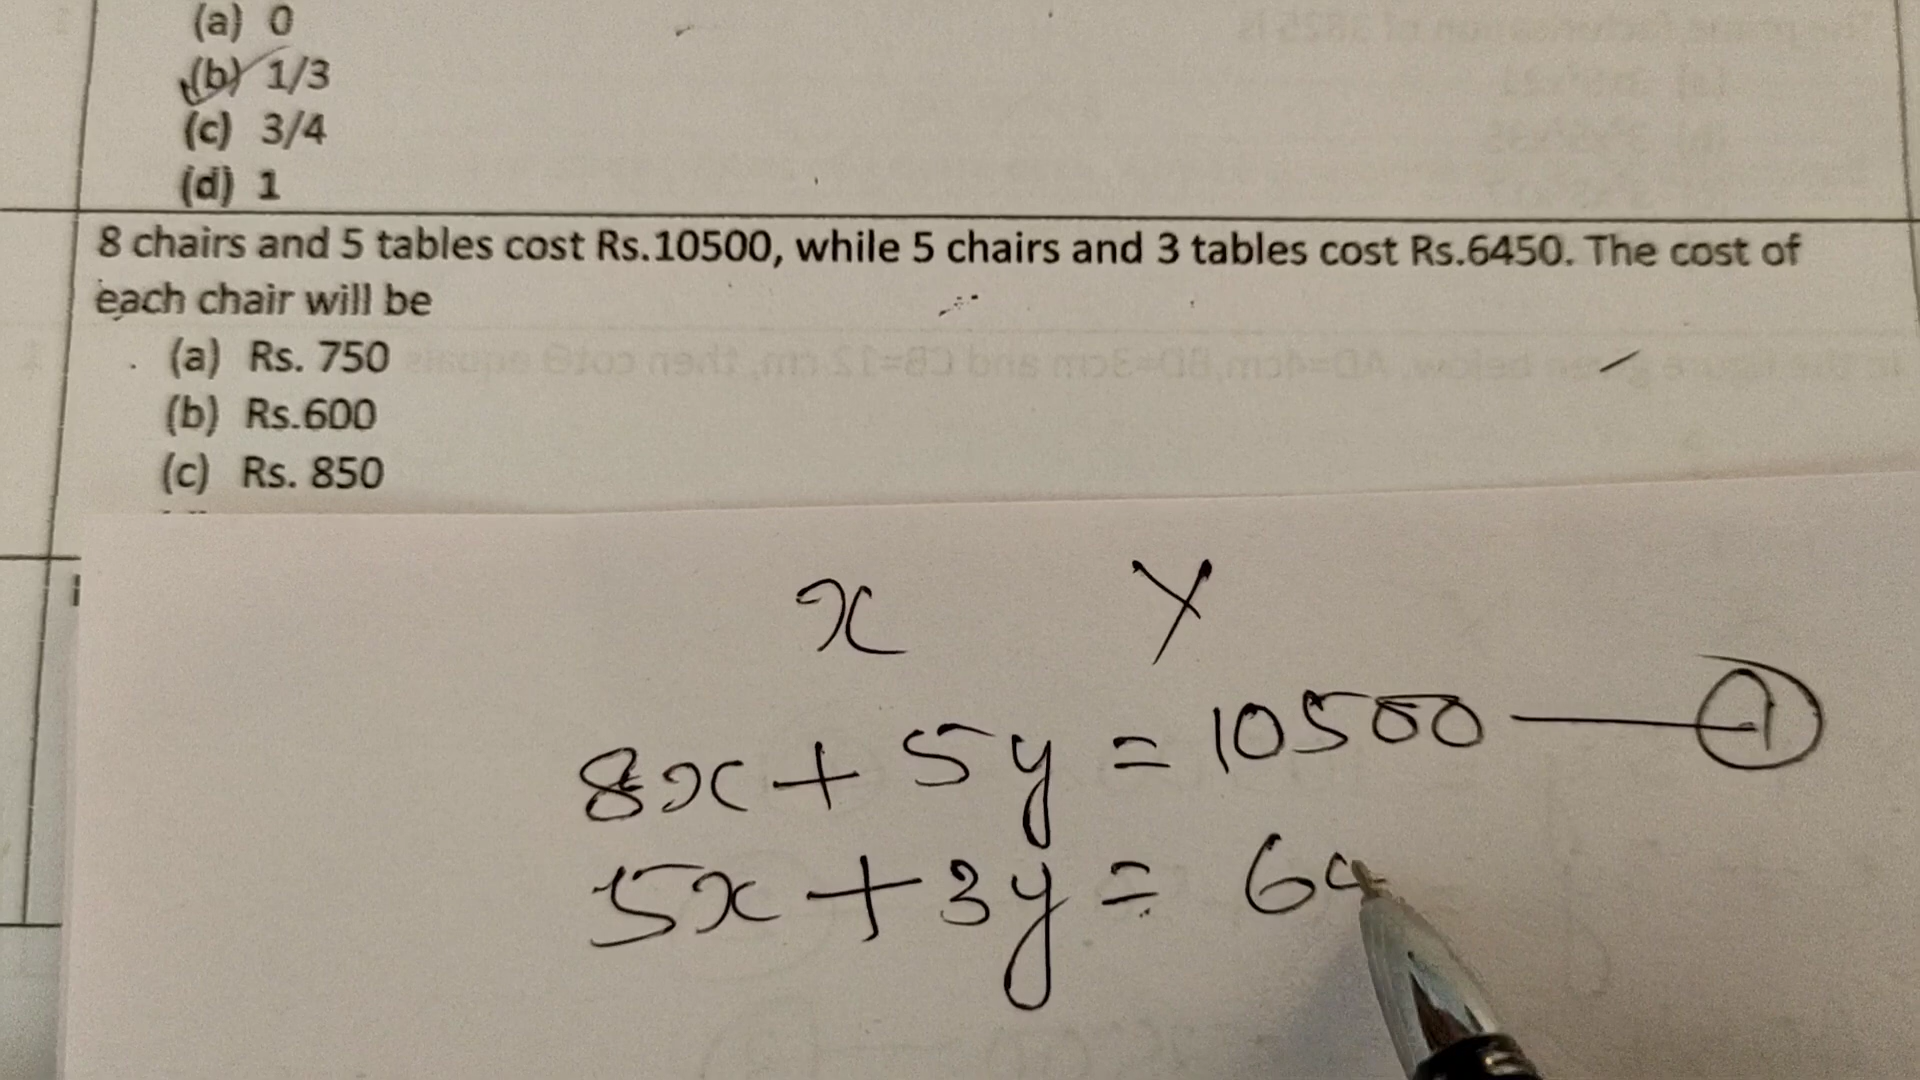 (a) 0
(b) 1/3
(c) 3/4
(d) 1
8 chairs and 5 tables cost Rs.10500, while 5 chairs and 3 tables cost Rs.6450. The cost of
each chair will be
(a) Rs. 750
(b) Rs.600
(c) Rs. 850
x y
8x + 5y = 10500 — 1
5x + 3y = 64